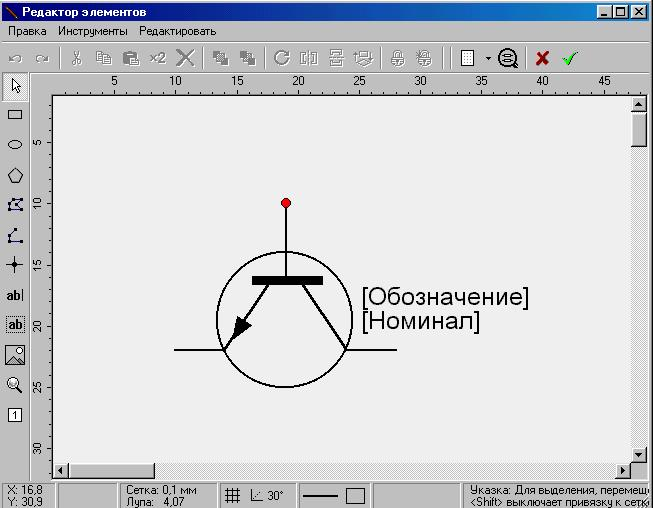 Редактор элементов
Правка Инструменты Редактировать
x2
5 10 15 20 25 30 35 40 45
5
10
15
20
25
30
ab|
ab
1
[Обозначение]
[Номинал]
X: 16,8
Y: 30,9
Сетка: 0,1 мм
Лупа: 4,07
30°
Указка: Для выделения, перемещ
<Shift> выключает привязку к сетк